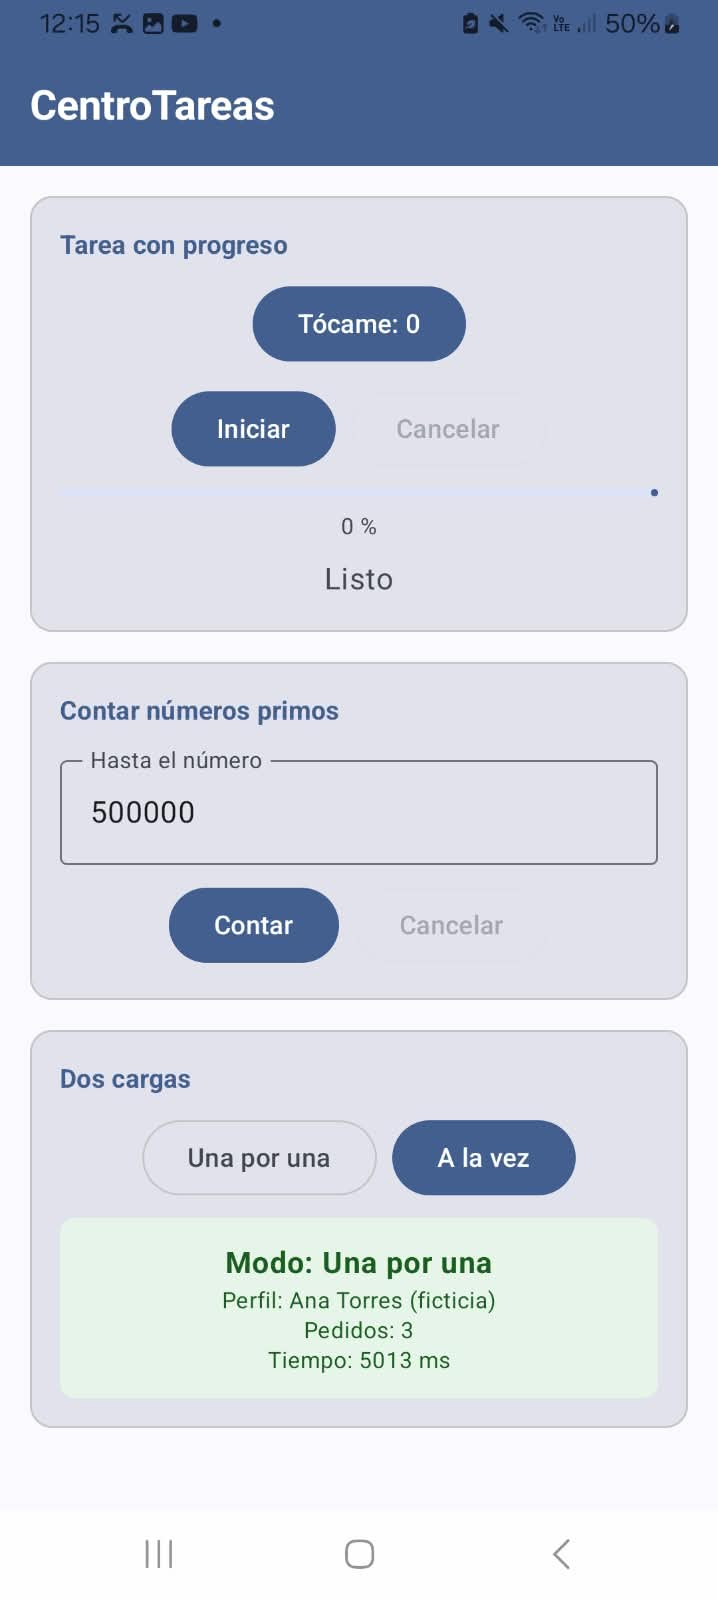 12:15 Vo LTE 50%
CentroTareas
Tarea con progreso
Tócame: 0
Iniciar Cancelar
0 %
Listo
Contar números primos
Hasta el número
500000
Contar Cancelar
Dos cargas
Una por una A la vez
Modo: Una por una
Perfil: Ana Torres (ficticia)
Pedidos: 3
Tiempo: 5013 ms